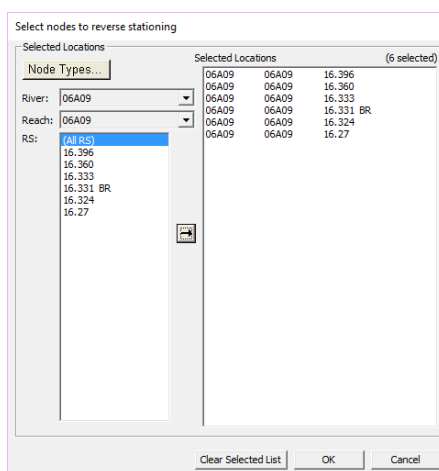 Select nodes to reverse stationing
Selected Locations
Node Types...
River: 06A09
Reach: 06A09
RS: (All RS)
16.396
16.360
16.333
16.331 BR
16.324
16.27
Selected Locations (6 selected)
06A09 06A09 16.396
06A09 06A09 16.360
06A09 06A09 16.333
06A09 06A09 16.331 BR
06A09 06A09 16.324
06A09 06A09 16.27
Clear Selected List OK Cancel